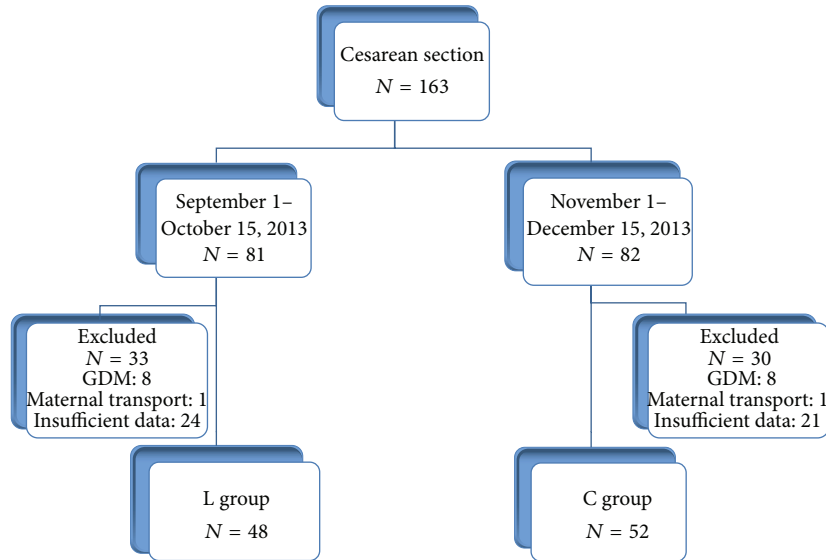 Cesarean section
N = 163
September 1–
October 15, 2013
N = 81
November 1–
December 15, 2013
N = 82
Excluded
N = 33
GDM: 8
Maternal transport: 1
Insufficient data: 24
Excluded
N = 30
GDM: 8
Maternal transport: 1
Insufficient data: 21
L group
N = 48
C group
N = 52